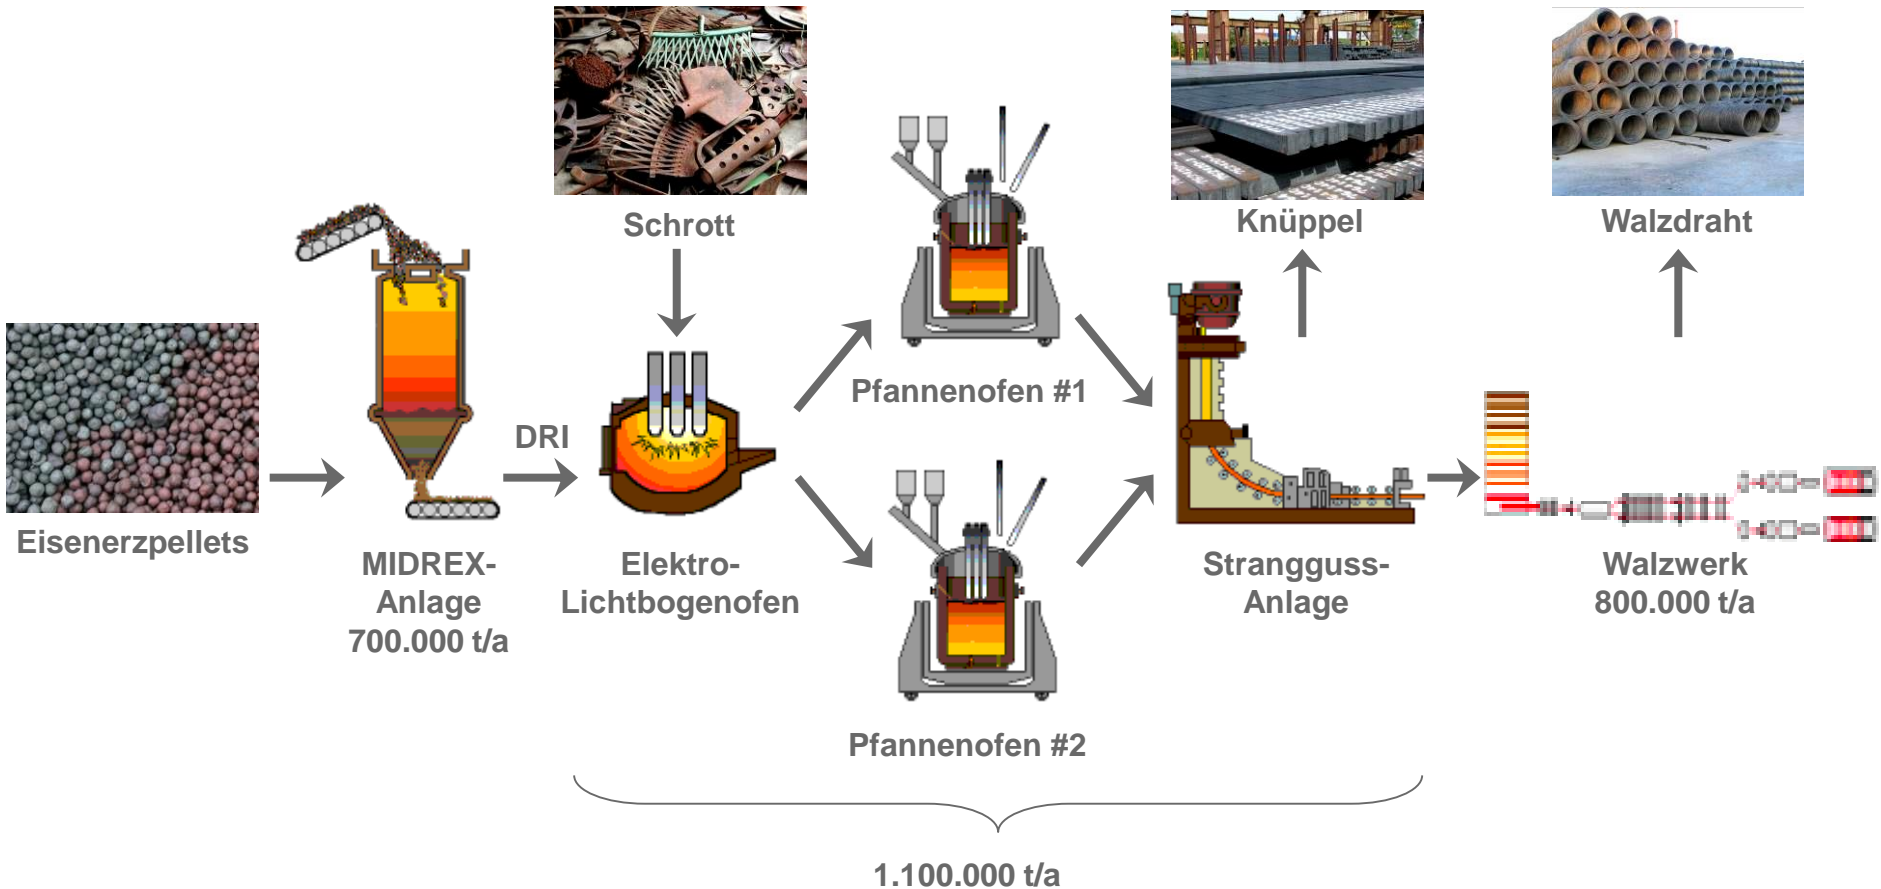 Schrott
Knüppel
Walzdraht
Pfannenofen #1
DRI
Eisenerzpellets
MIDREX-
Anlage
700.000 t/a
Elektro-
Lichtbogenofen
Strangguss-
Anlage
Walzwerk
800.000 t/a
Pfannenofen #2
1.100.000 t/a